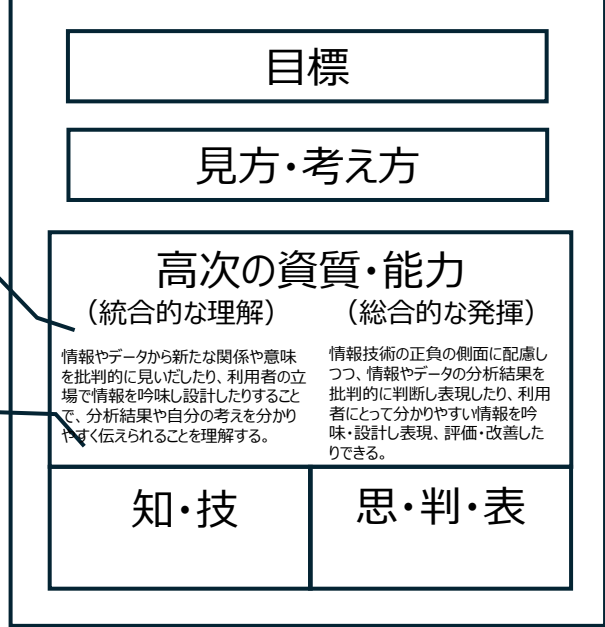 目標
見方・考え方
高次の資質・能力
（統合的な理解）
（総合的な発揮）
情報やデータから新たな関係や意味
を批判的に見いだしたり、利用者の立
場で情報を吟味し設計したりすること
で、分析結果や自分の考えを分かり
やすく伝えられることを理解する。
情報技術の正負の側面に配慮し
つつ、情報やデータの分析結果を
批判的に判断し表現したり、利用
者にとって分かりやすい情報を吟
味・設計し表現、評価・改善した
りできる。
知・技
思・判・表